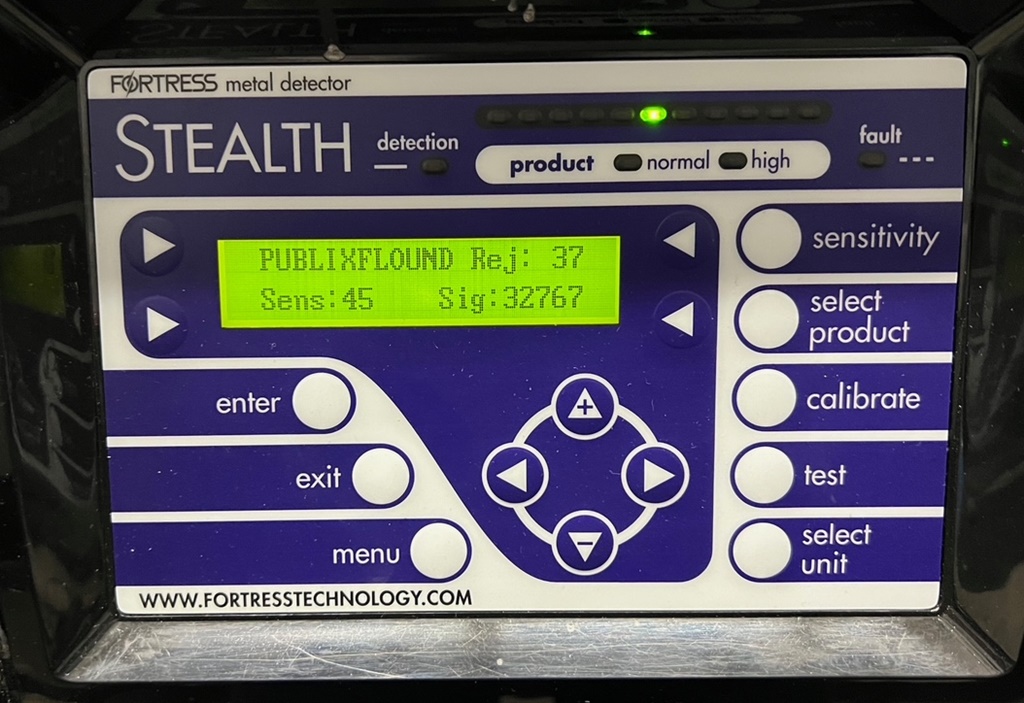 FORTRESS metal detector
STEALTH
detection
product normal high
fault
PUBLIXFLOUND Rej: 37
Sens:45 Sig:32767
sensitivity
select
product
calibrate
test
select
unit
enter
exit
menu
WWW.FORTRESSTECHNOLOGY.COM